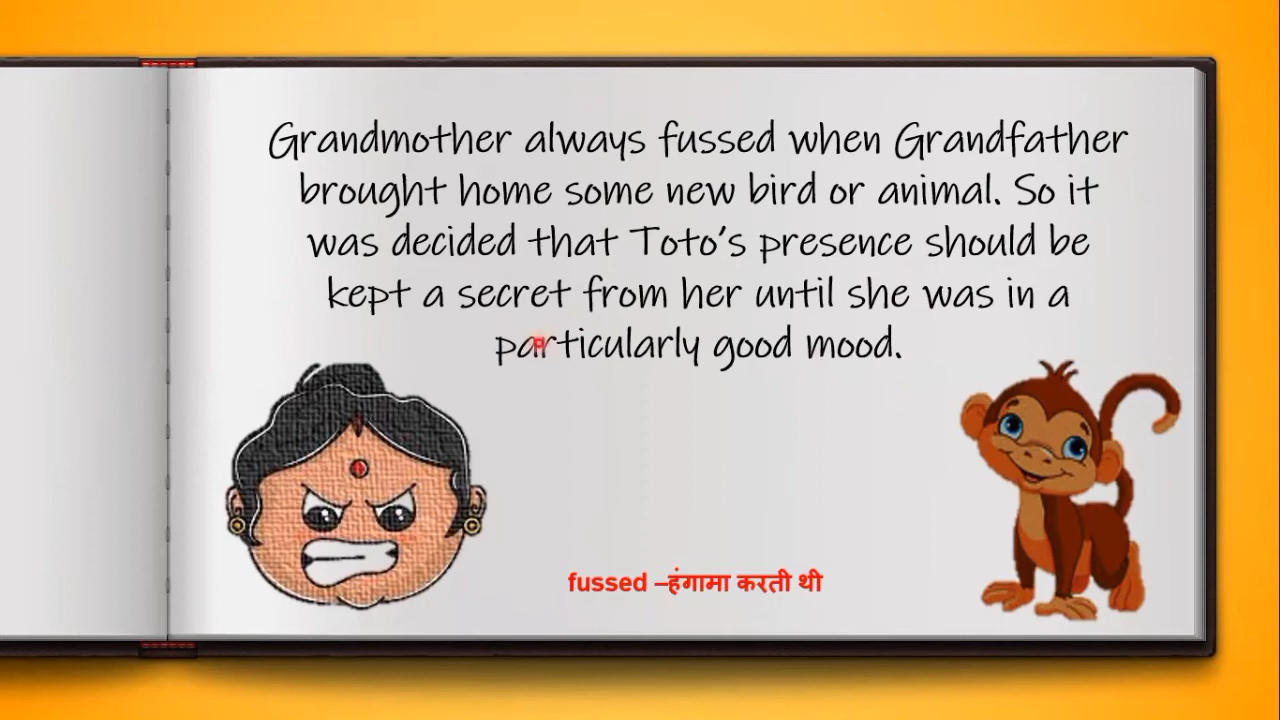 Grandmother always fussed when Grandfather
brought home some new bird or animal. So it
was decided that Toto's presence should be
kept a secret from her until she was in a
particularly good mood.
fussed –हंगामा करती थी